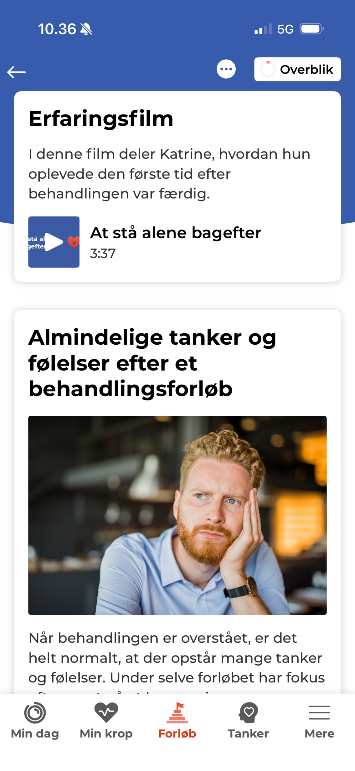 10.36
5G
Overblik
Erfaringsfilm
I denne film deler Katrine, hvordan hun
oplevede den første tid efter
behandlingen var færdig.
At stå alene bagefter
3:37
Almindelige tanker og
følelser efter et
behandlingsforløb
Når behandlingen er overstået, er det
helt normalt, at der opstår mange tanker
og følelser. Under selve forløbet har fokus
Min dag
Min krop
Forløb
Tanker
Mere